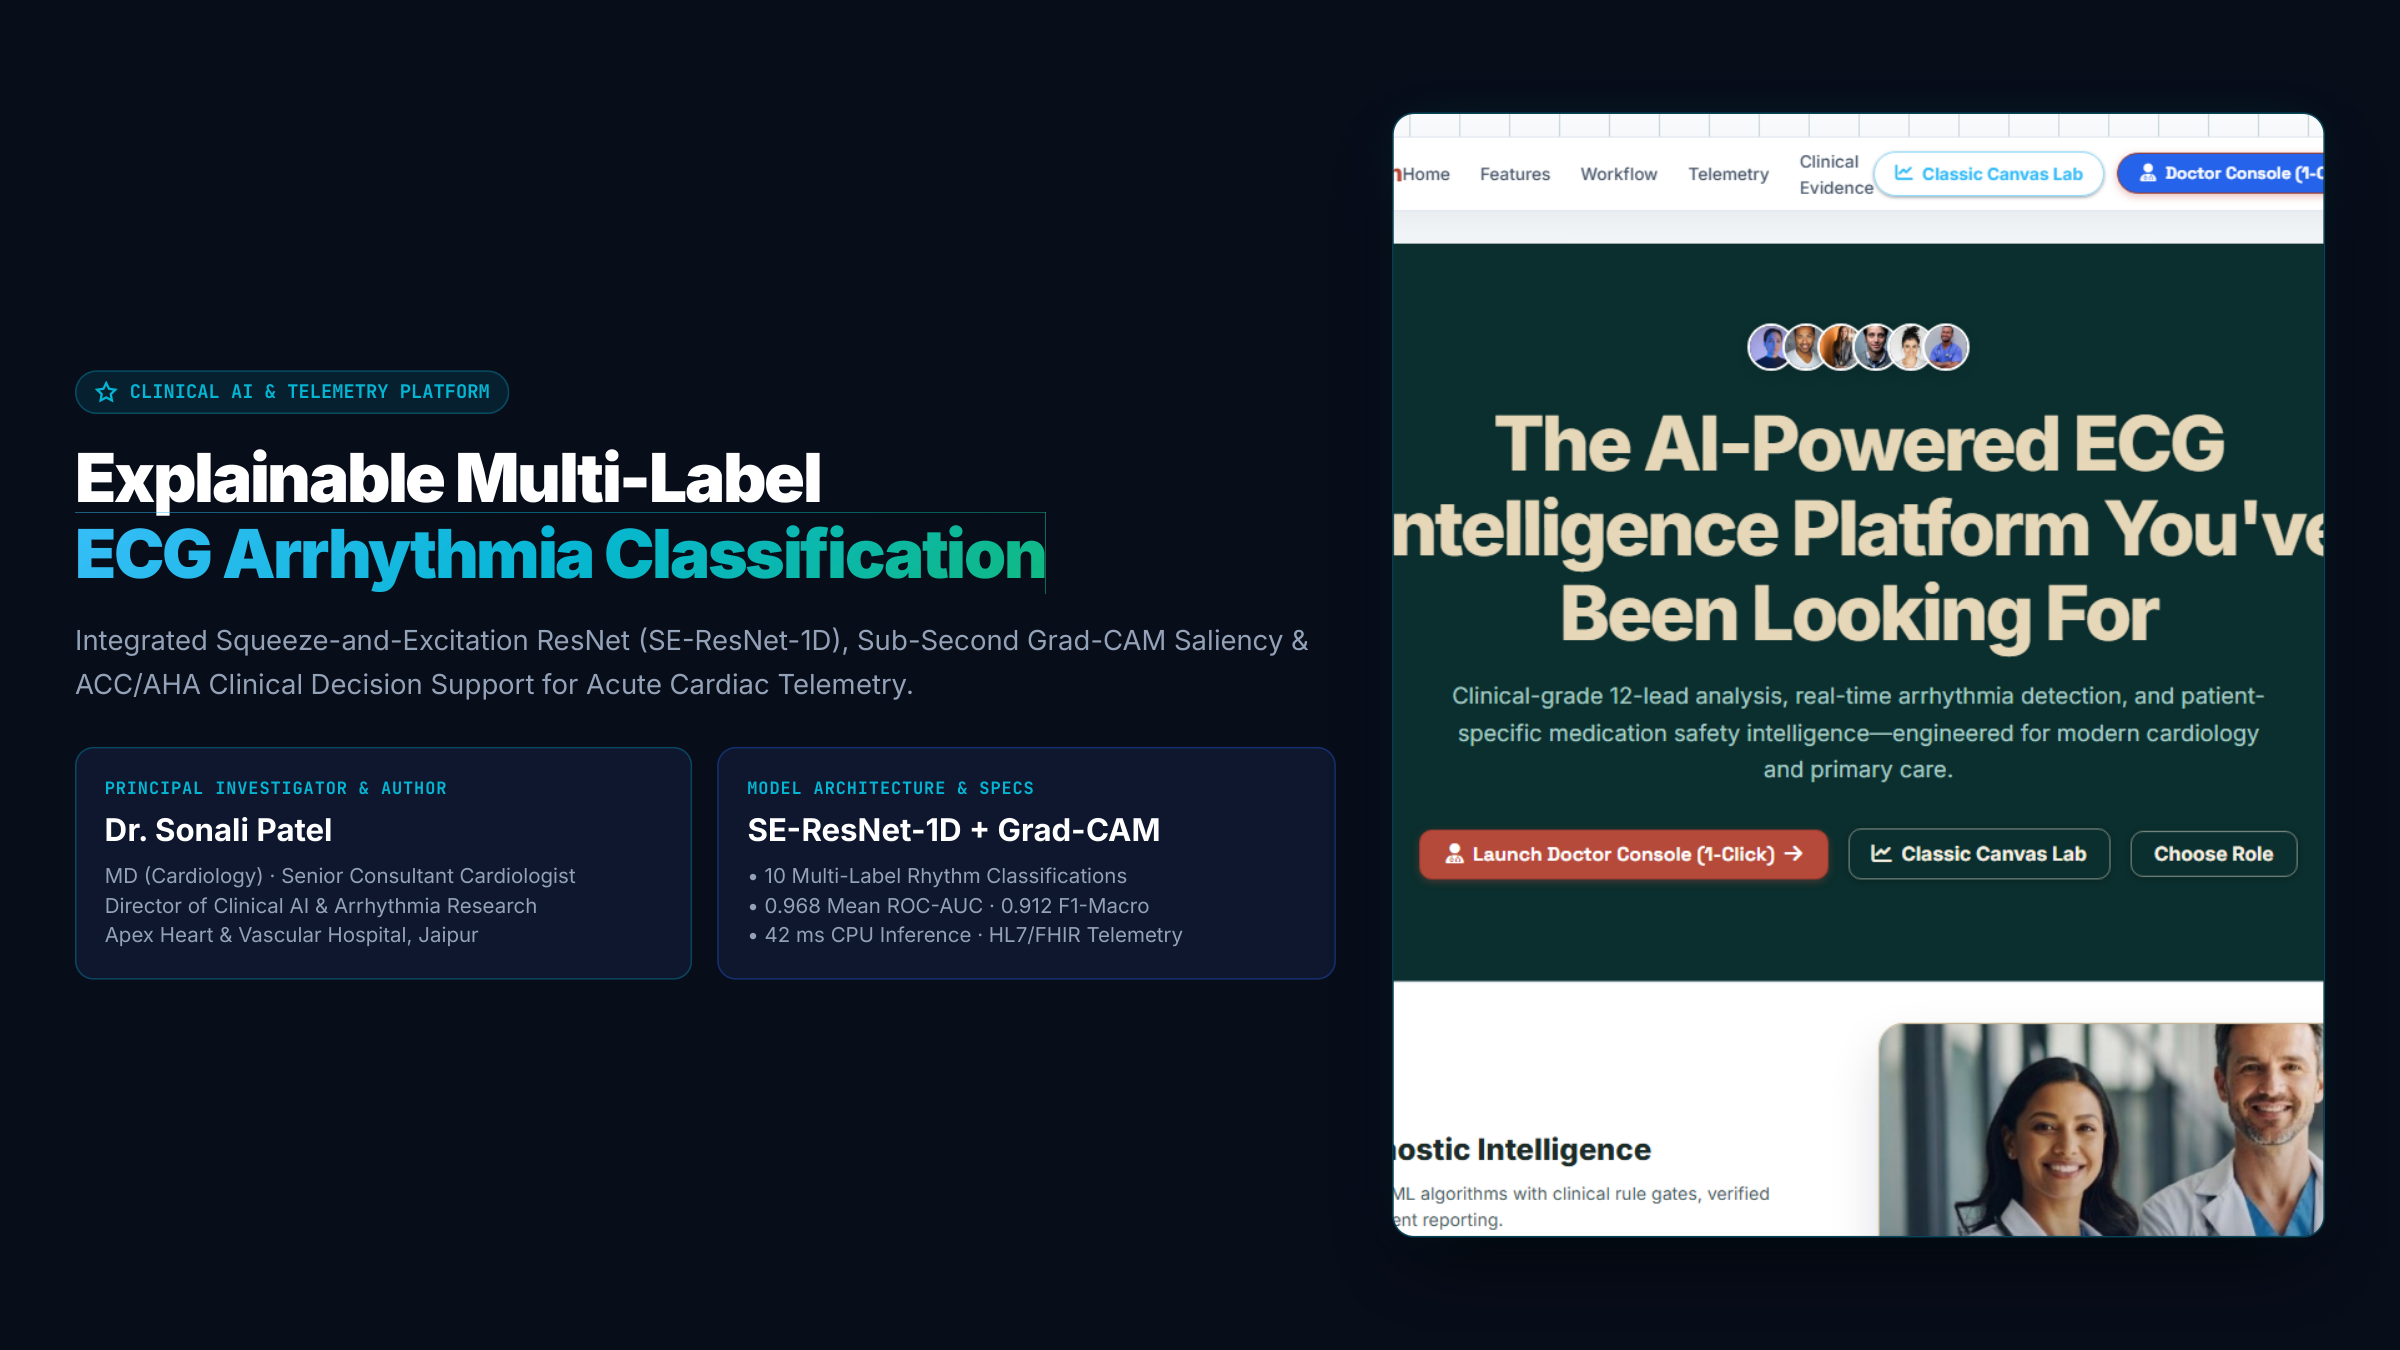 CLINICAL AI & TELEMETRY PLATFORM
Explainable Multi-Label
ECG Arrhythmia Classification
Integrated Squeeze-and-Excitation ResNet (SE-ResNet-1D), Sub-Second Grad-CAM Saliency &
ACC/AHA Clinical Decision Support for Acute Cardiac Telemetry.
PRINCIPAL INVESTIGATOR & AUTHOR
Dr. Sonali Patel
MD (Cardiology) · Senior Consultant Cardiologist
Director of Clinical AI & Arrhythmia Research
Apex Heart & Vascular Hospital, Jaipur
MODEL ARCHITECTURE & SPECS
SE-ResNet-1D + Grad-CAM
• 10 Multi-Label Rhythm Classifications
• 0.968 Mean ROC-AUC · 0.912 F1-Macro
• 42 ms CPU Inference · HL7/FHIR Telemetry
Home Features Workflow Telemetry Clinical Evidence Classic Canvas Lab Doctor Console (1-C
The AI-Powered ECG
ntelligence Platform You've
Been Looking For
Clinical-grade 12-lead analysis, real-time arrhythmia detection, and patient-
specific medication safety intelligence—engineered for modern cardiology
and primary care.
Launch Doctor Console (1-Click) → Classic Canvas Lab Choose Role
ostic Intelligence
ML algorithms with clinical rule gates, verified
ent reporting.